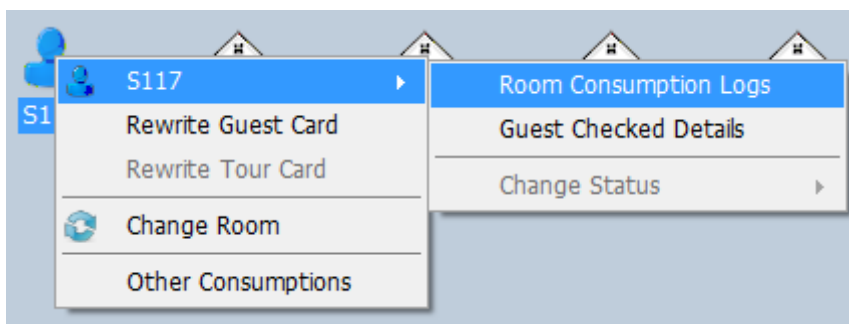 S1
S117
Rewrite Guest Card
Rewrite Tour Card
Change Room
Other Consumptions
Room Consumption Logs
Guest Checked Details
Change Status